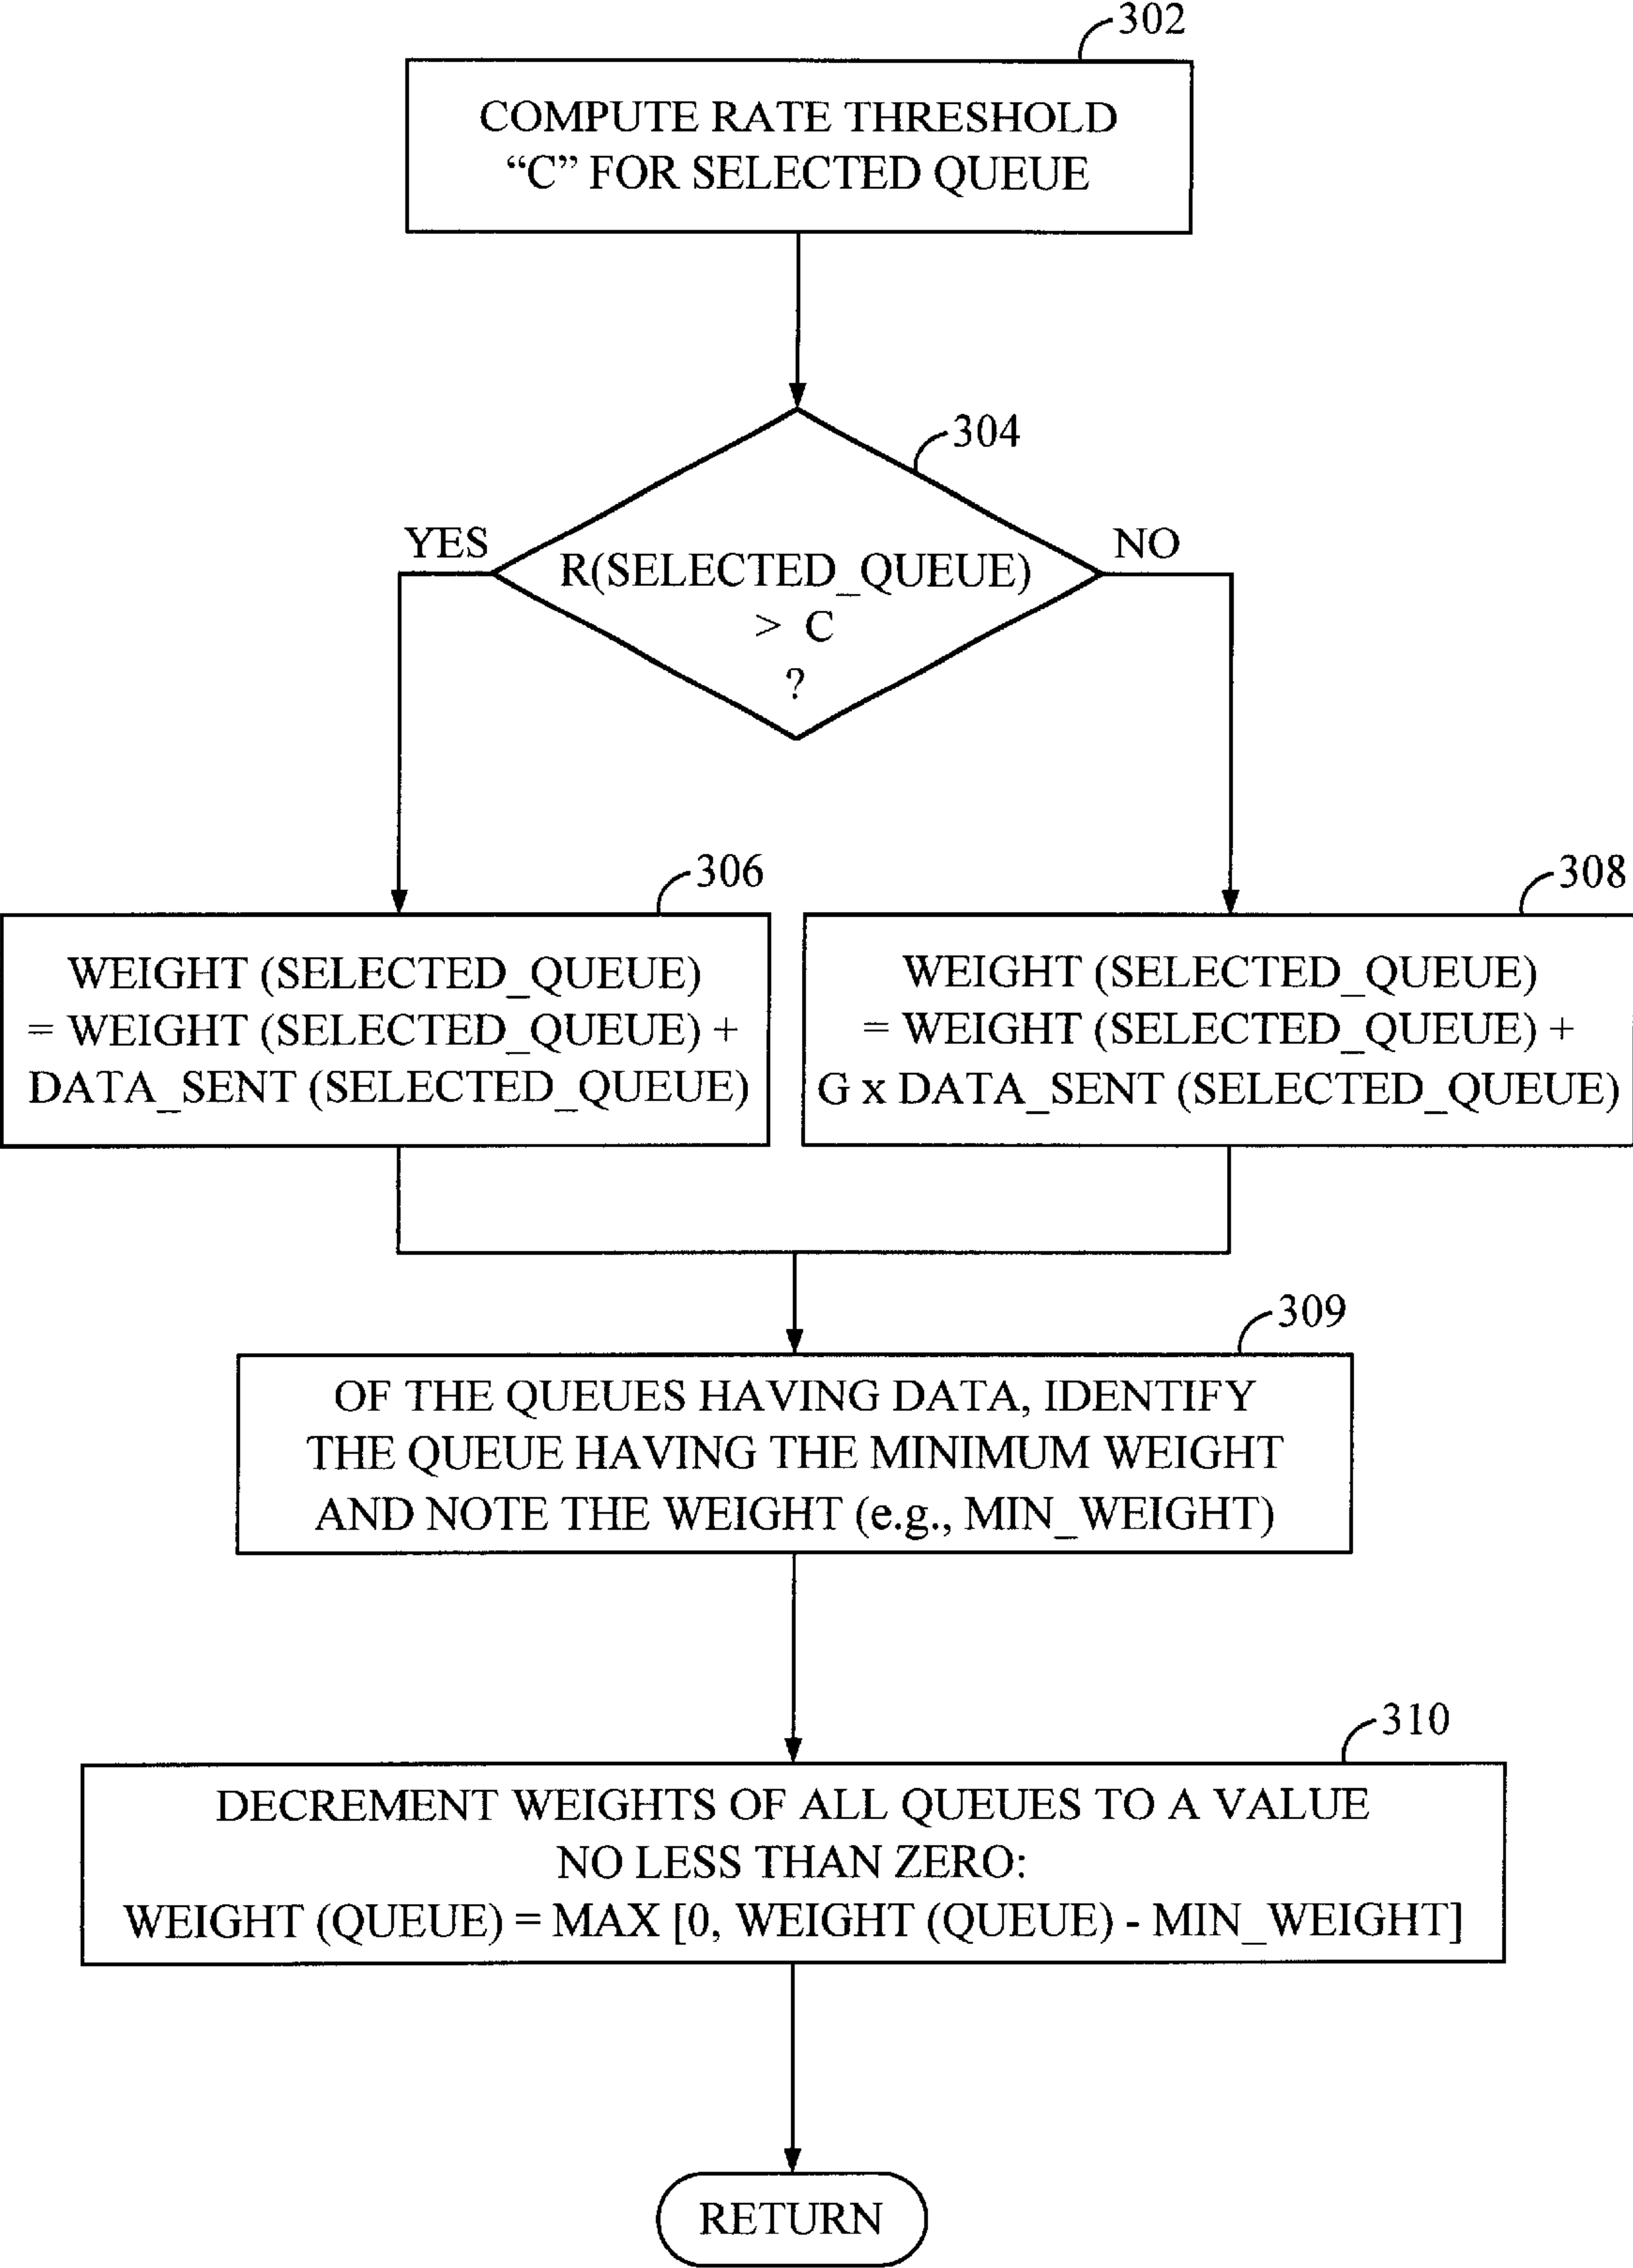 302
COMPUTE RATE THRESHOLD
“C” FOR SELECTED QUEUE
304
YES
NO
R(SELECTED_QUEUE)
> C
?
306
WEIGHT (SELECTED_QUEUE)
= WEIGHT (SELECTED_QUEUE) +
DATA_SENT (SELECTED_QUEUE)
308
WEIGHT (SELECTED_QUEUE)
= WEIGHT (SELECTED_QUEUE) +
G x DATA_SENT (SELECTED_QUEUE)
309
OF THE QUEUES HAVING DATA, IDENTIFY
THE QUEUE HAVING THE MINIMUM WEIGHT
AND NOTE THE WEIGHT (e.g., MIN_WEIGHT)
310
DECREMENT WEIGHTS OF ALL QUEUES TO A VALUE
NO LESS THAN ZERO:
WEIGHT (QUEUE) = MAX [0, WEIGHT (QUEUE) - MIN_WEIGHT]
RETURN